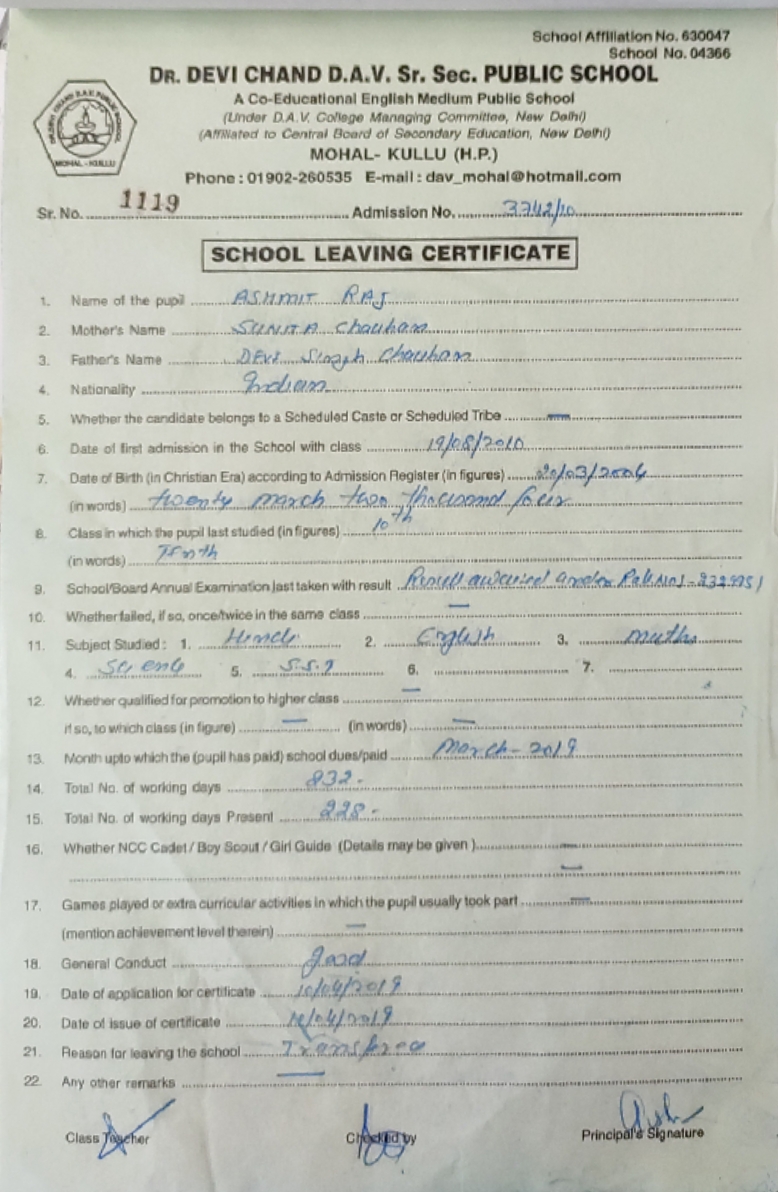 School Affiliation No. 630047
School No. 04366
DR. DEVI CHAND D.A.V. Sr. Sec. PUBLIC SCHOOL
A Co-Educational English Medium Public School
(Under D.A.V. College Managing Committee, New Delhi)
(Affiliated to Central Board of Secondary Education, New Delhi)
MOHAL- KULLU (H.P.)
Phone : 01902-260535 E-mail : dav_mohal@hotmail.com
MOHAL - KULLU
Sr. No. 1119 Admission No. 3742/10
SCHOOL LEAVING CERTIFICATE
1. Name of the pupil ASHMIT RAJ
2. Mother's Name SUNITA Chauhan
3. Father's Name DEVI Singh Chauhan
4. Nationality Indian
5. Whether the candidate belongs to a Scheduled Caste or Scheduled Tribe —
6. Date of first admission in the School with class 19/08/2010
7. Date of Birth (in Christian Era) according to Admission Register (in figures) 20/03/2004
(in words) twenty march two thousand four
8. Class in which the pupil last studied (in figures) 10th
(in words) Tenth
9. School/Board Annual Examination last taken with result Result awaited under
10. Whether failed, if so, once/twice in the same class —
11. Subject Studied : 1. Hindi 2. English 3. maths
4. Science 5. 6. 7.
12. Whether qualified for promotion to higher class —
if so, to which class (in figure) — (in words) —
13. Month upto which the (pupil has paid) school dues/paid March - 2019
14. Total No. of working days 232 -
15. Total No. of working days Present 228 -
16. Whether NCC Cadet / Boy Scout / Girl Guide (Details may be given ) —
—
17. Games played or extra curricular activities in which the pupil usually took part —
(mention achievement level therein) —
18. General Conduct good
19. Date of application for certificate 10/04/2019
20. Date of issue of certificate /04/2019
21. Reason for leaving the school
22. Any other remarks —
Class Teacher Checked by Principal's Signature